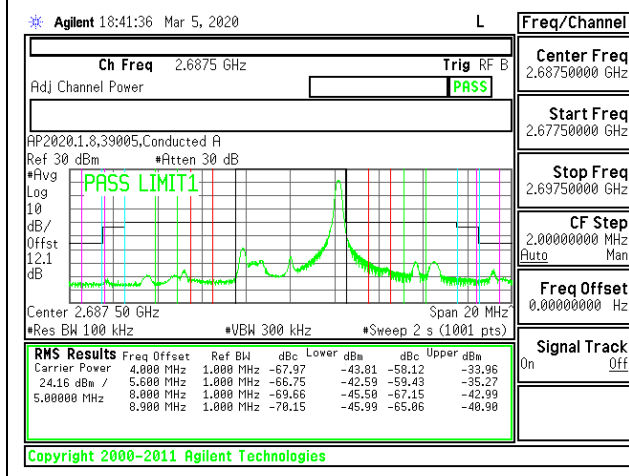 Agilent 18:41:36 Mar 5, 2020 L
Ch Freq 2.6875 GHz Trig RF B
Adj Channel Power PASS
AP2020.1.8,39005,Conducted A
Ref 30 dBm #Atten 30 dB
#Avg
Log
10
dB/
Offst
12.1
dB
PASS LIMIT1
Center 2.687 50 GHz Span 20 MHz^
#Res BW 100 kHz #VBW 300 kHz #Sweep 2 s (1001 pts)
RMS Results Freq Offset Ref BW dBc Lower dBm dBc Upper dBm
Carrier Power 4.000 MHz 1.000 MHz -67.97 -43.81 -58.12 -33.96
24.16 dBm / 5.600 MHz 1.000 MHz -66.75 -42.59 -59.43 -35.27
5.00000 MHz 8.000 MHz 1.000 MHz -69.66 -45.50 -67.15 -42.99
8.900 MHz 1.000 MHz -70.15 -45.99 -65.06 -40.90
Copyright 2000-2011 Agilent Technologies
Freq/Channel
Center Freq
2.68750000 GHz
Start Freq
2.67750000 GHz
Stop Freq
2.69750000 GHz
CF Step
2.00000000 MHz
Auto Man
Freq Offset
0.00000000 Hz
Signal Track
On Off